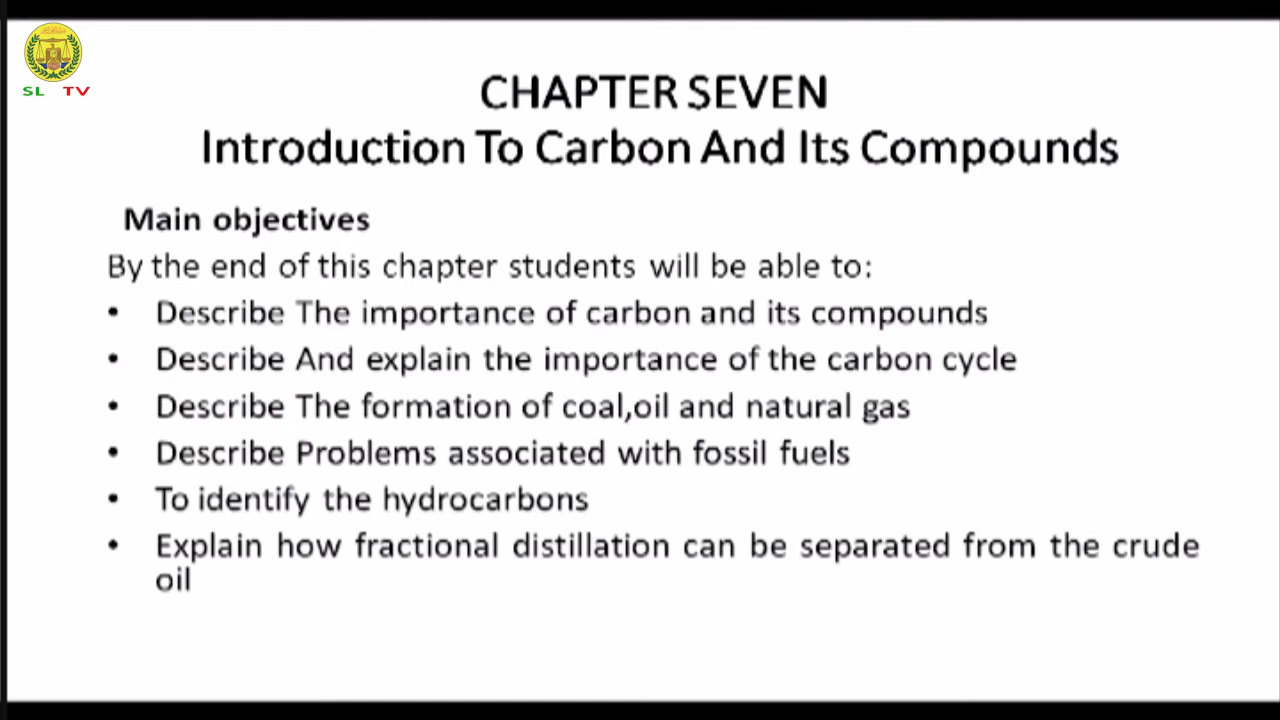 SL TV
CHAPTER SEVEN
Introduction To Carbon And Its Compounds
Main objectives
By the end of this chapter students will be able to:
• Describe The importance of carbon and its compounds
• Describe And explain the importance of the carbon cycle
• Describe The formation of coal,oil and natural gas
• Describe Problems associated with fossil fuels
• To identify the hydrocarbons
• Explain how fractional distillation can be separated from the crude
oil